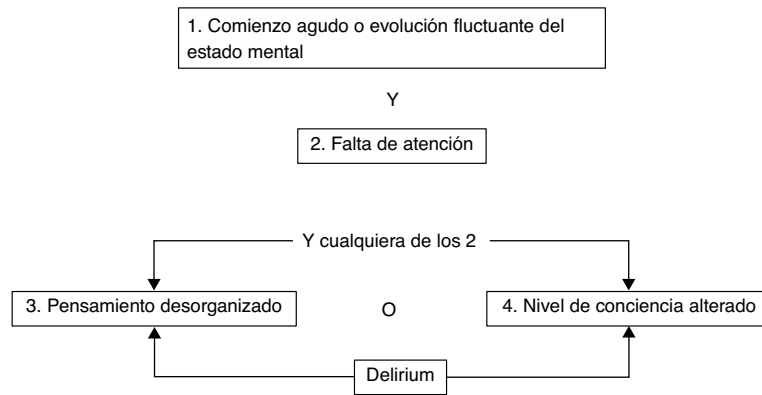 1. Comienzo agudo o evolución fluctuante del
estado mental
Y
2. Falta de atención
Y cualquiera de los 2
3. Pensamiento desorganizado
O
4. Nivel de conciencia alterado
Delirium